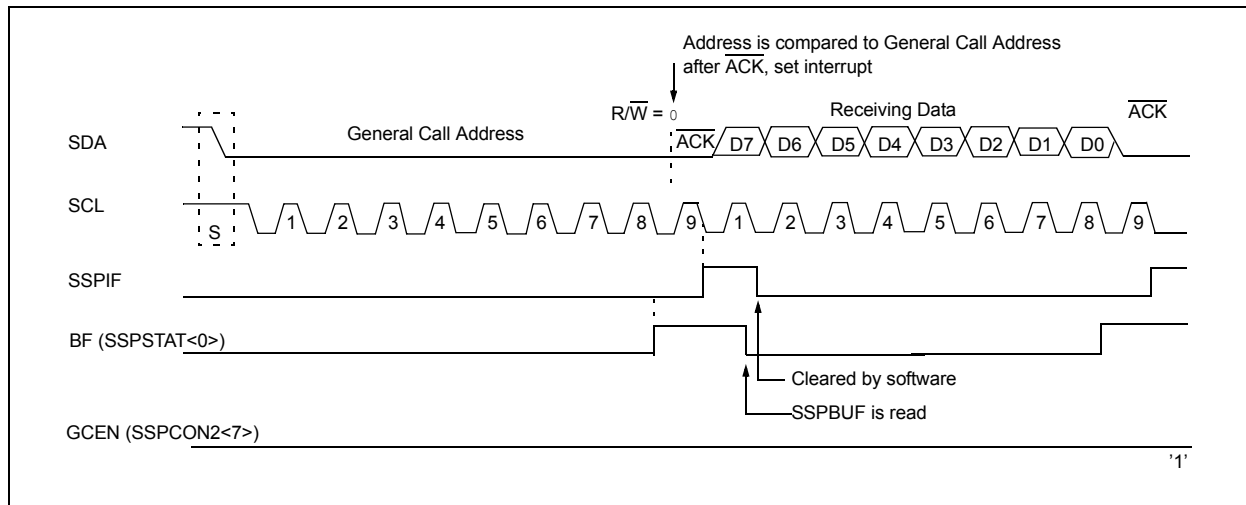 Address is compared to General Call Address
after ACK, set interrupt
R/W = 0
General Call Address
Receiving Data
ACK
SDA
ACK
D7 D6 D5 D4 D3 D2 D1 D0
SCL
S
1 2 3 4 5 6 7 8 9 1 2 3 4 5 6 7 8 9
SSPIF
BF (SSPSTAT<0>)
Cleared by software
SSPBUF is read
GCEN (SSPCON2<7>)
'1'